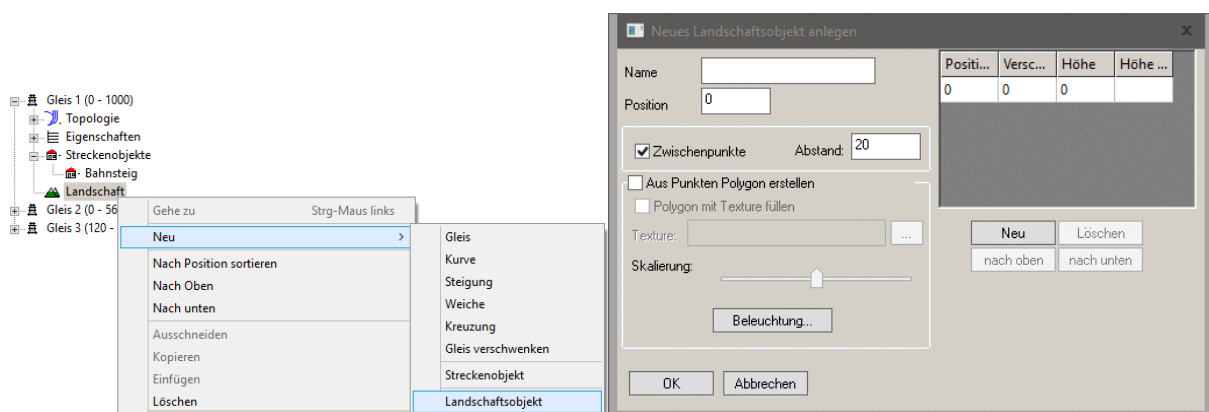 Gleis 1 (0 - 1000)
Topologie
Eigenschaften
Streckenobjekte
Bahnsteig
Landschaft
Gleis 2 (0 - 56
Gleis 3 (120 -
Gehe zu Strg-Maus links
Neu >
Nach Position sortieren
Nach Oben
Nach unten
Ausschneiden
Kopieren
Einfügen
Löschen
Gleis
Kurve
Steigung
Weiche
Kreuzung
Gleis verschwenken
Streckenobjekt
Landschaftsobjekt
Neues Landschaftsobjekt anlegen x
Name
Position 0
Zwischenpunkte Abstand: 20
Aus Punkten Polygon erstellen
Polygon mit Texture füllen
Texture: ...
Skalierung:
Beleuchtung...
OK Abbrechen
Positi... Versc... Höhe Höhe ...
0 0 0
Neu Löschen
nach oben nach unten